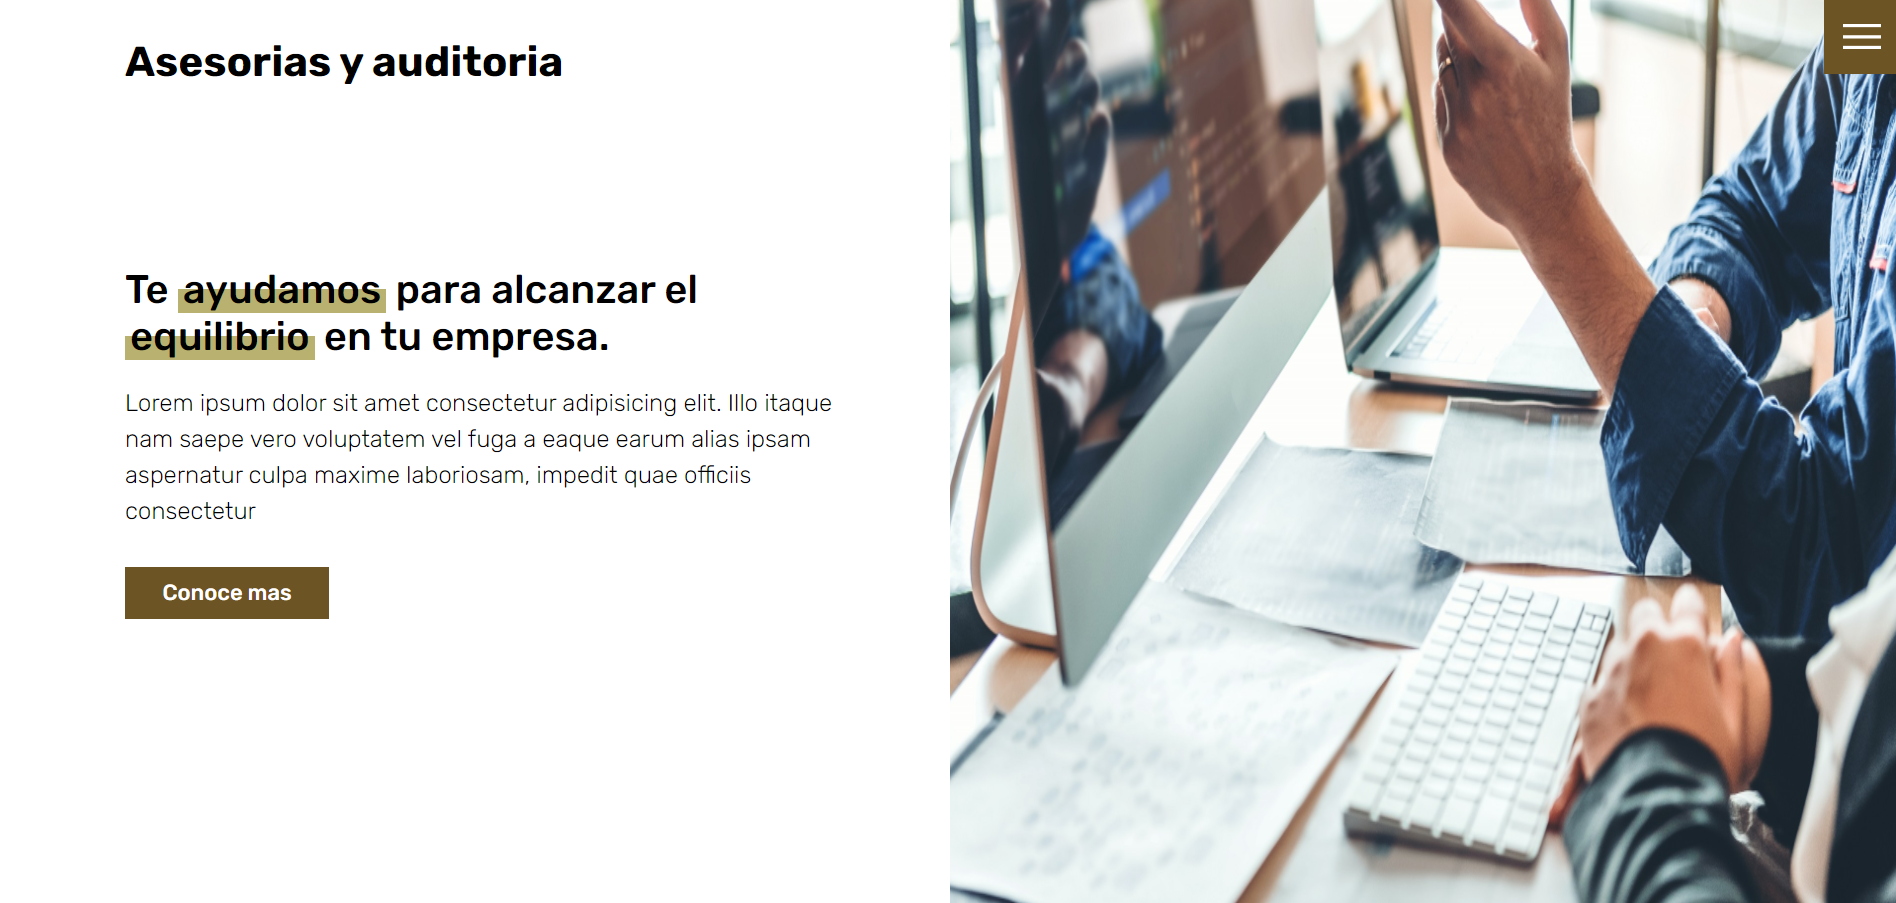 Asesorias y auditoria
Te ayudamos para alcanzar el
equilibrio en tu empresa.
Lorem ipsum dolor sit amet consectetur adipisicing elit. Illo itaque
nam saepe vero voluptatem vel fuga a eaque earum alias ipsam
aspernatur culpa maxime laboriosam, impedit quae officiis
consectetur
Conoce mas